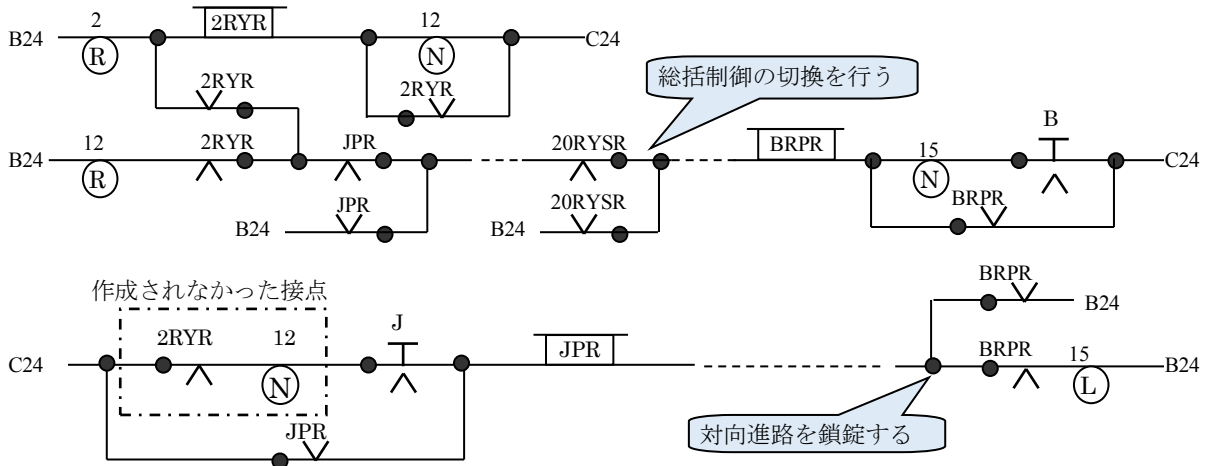 2 2RYR 12
B24 R N C24
2RYR 2RYR
総括制御の切換を行う
12 2RYR JPR 20RYSR BRPR 15 B
B24 R N C24
JPR 20RYSR BRPR
B24 B24
作成されなかった接点
2RYR 12 J BRPR
B24
C24 N JPR BRPR 15 B24
L
JPR
対向進路を鎖錠する